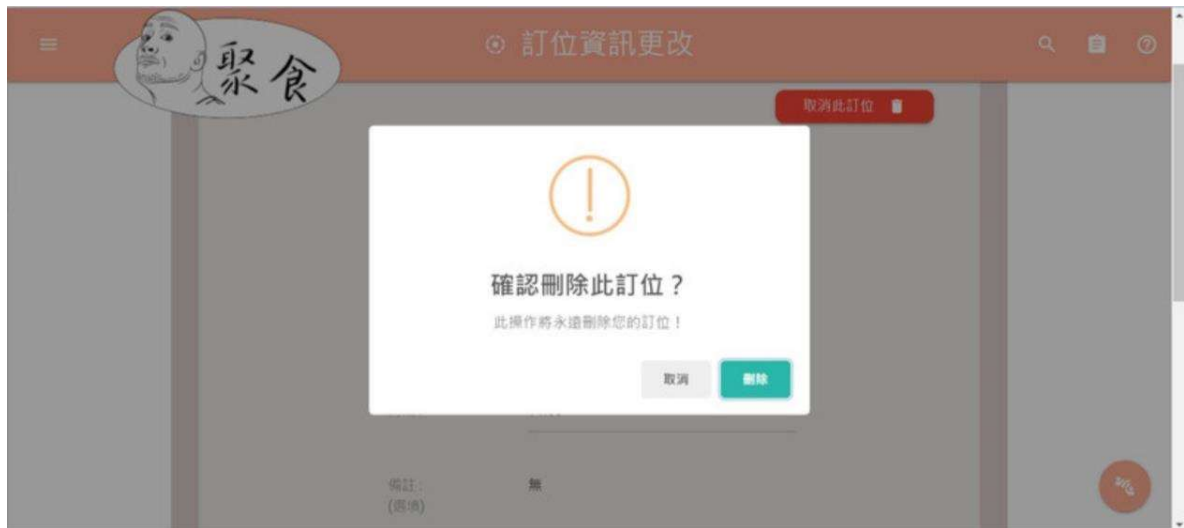 聚食
訂位資訊更改
取消此訂位
確認刪除此訂位？
此操作將永遠刪除您的訂位！
取消
刪除
備註： 無
(選填)